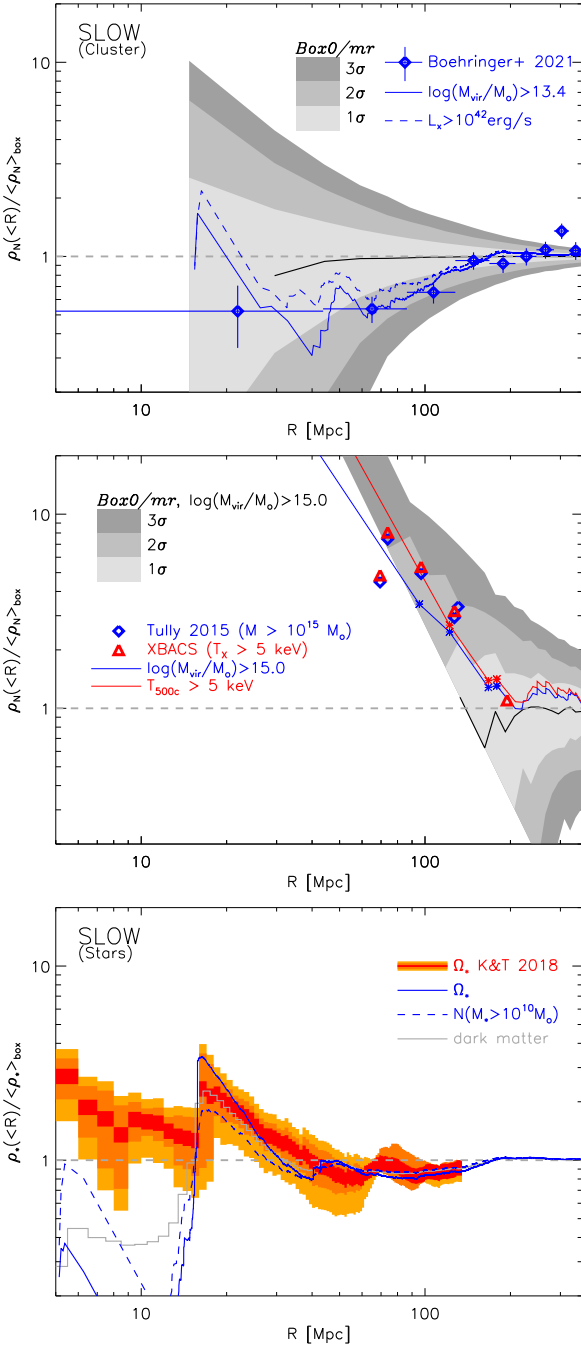 SLOW
(Cluster)
Box0/mr
3σ
2σ
1σ
Boehringer+ 2021
log(M_vir/M_o)>13.4
L_x>10^42erg/s
10
1
ρ_N(<R)/<ρ_N>_box
10
100
R [Mpc]
Box0/mr, log(M_vir/M_o)>15.0
3σ
2σ
1σ
Tully 2015 (M > 10^15 M_o)
XBACS (T_X > 5 keV)
log(M_vir/M_o)>15.0
T_500c > 5 keV
10
1
ρ_N(<R)/<ρ_N>_box
10
100
R [Mpc]
SLOW
(Stars)
Ω_* K&T 2018
Ω_*
N(M_*>10^10M_o)
dark matter
10
1
ρ_*(<R)/<ρ_*>_box
10
100
R [Mpc]